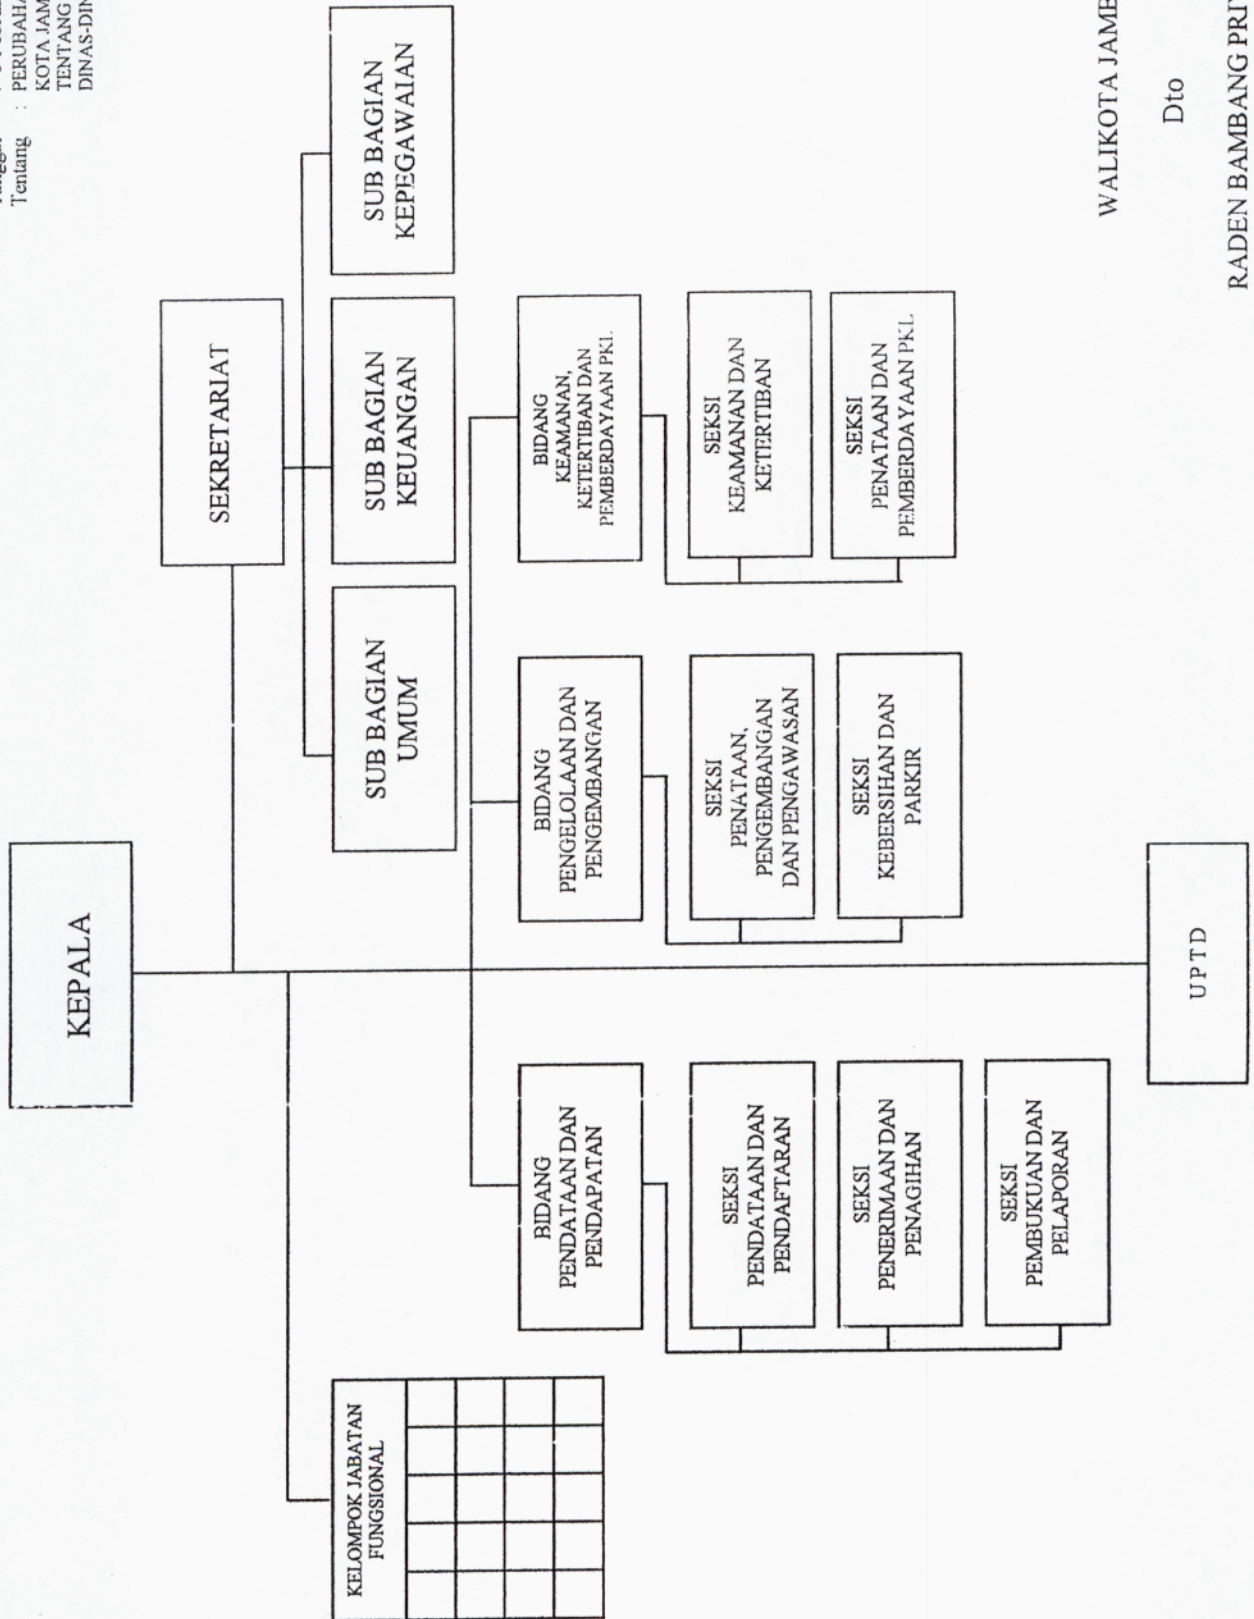 Tentang : PERUBAHA
KOTA JAM
TENTANG
DINAS-DIN
KEPALA
SEKRETARIAT
SUB BAGIAN
UMUM
SUB BAGIAN
KEUANGAN
SUB BAGIAN
KEPEGAWAIAN
KELOMPOK JABATAN
FUNGSIONAL
BIDANG
PENDATAAN DAN
PENDAPATAN
BIDANG
PENGELOLAAN DAN
PENGEMBANGAN
BIDANG
KEAMANAN,
KETERTIBAN DAN
PEMBERDAYAAN PKL
SEKSI
PENDATAAN DAN
PENDAFTARAN
SEKSI
PENATAAN,
PENGEMBANGAN
DAN PENGAWASAN
SEKSI
KEAMANAN DAN
KETERTIBAN
SEKSI
PENERIMAAN DAN
PENAGIHAN
SEKSI
KEBERSIHAN DAN
PARKIR
SEKSI
PENATAAN DAN
PEMBERDAYAAN PKL
SEKSI
PEMBUKUAN DAN
PELAPORAN
UPTD
WALIKOTA JAMB
Dto
RADEN BAMBANG PRIY